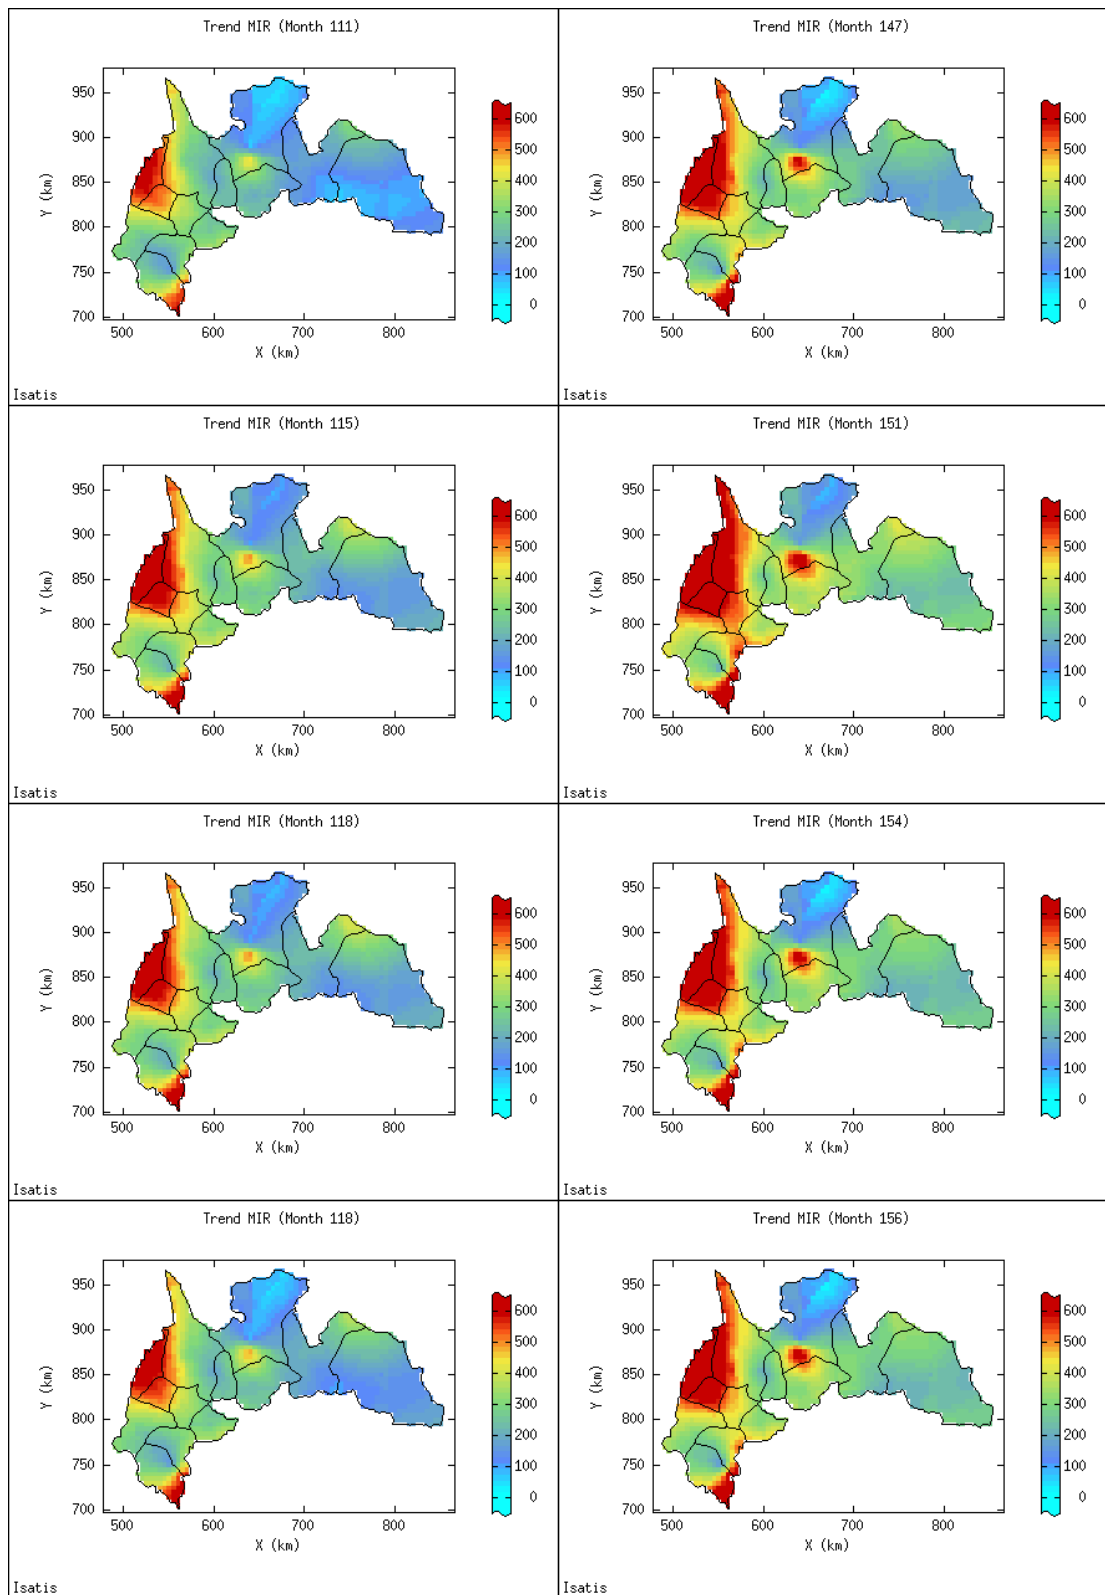 Trend MIR (Month 111)
950
900
850
800
750
700
Y (km)
500 600 700 800
X (km)
600
500
400
300
200
100
0
Isatis
Trend MIR (Month 147)
950
900
850
800
750
700
Y (km)
500 600 700 800
X (km)
600
500
400
300
200
100
0
Isatis
Trend MIR (Month 115)
950
900
850
800
750
700
Y (km)
500 600 700 800
X (km)
600
500
400
300
200
100
0
Isatis
Trend MIR (Month 151)
950
900
850
800
750
700
Y (km)
500 600 700 800
X (km)
600
500
400
300
200
100
0
Isatis
Trend MIR (Month 118)
950
900
850
800
750
700
Y (km)
500 600 700 800
X (km)
600
500
400
300
200
100
0
Isatis
Trend MIR (Month 154)
950
900
850
800
750
700
Y (km)
500 600 700 800
X (km)
600
500
400
300
200
100
0
Isatis
Trend MIR (Month 118)
950
900
850
800
750
700
Y (km)
500 600 700 800
X (km)
600
500
400
300
200
100
0
Isatis
Trend MIR (Month 156)
950
900
850
800
750
700
Y (km)
500 600 700 800
X (km)
600
500
400
300
200
100
0
Isatis